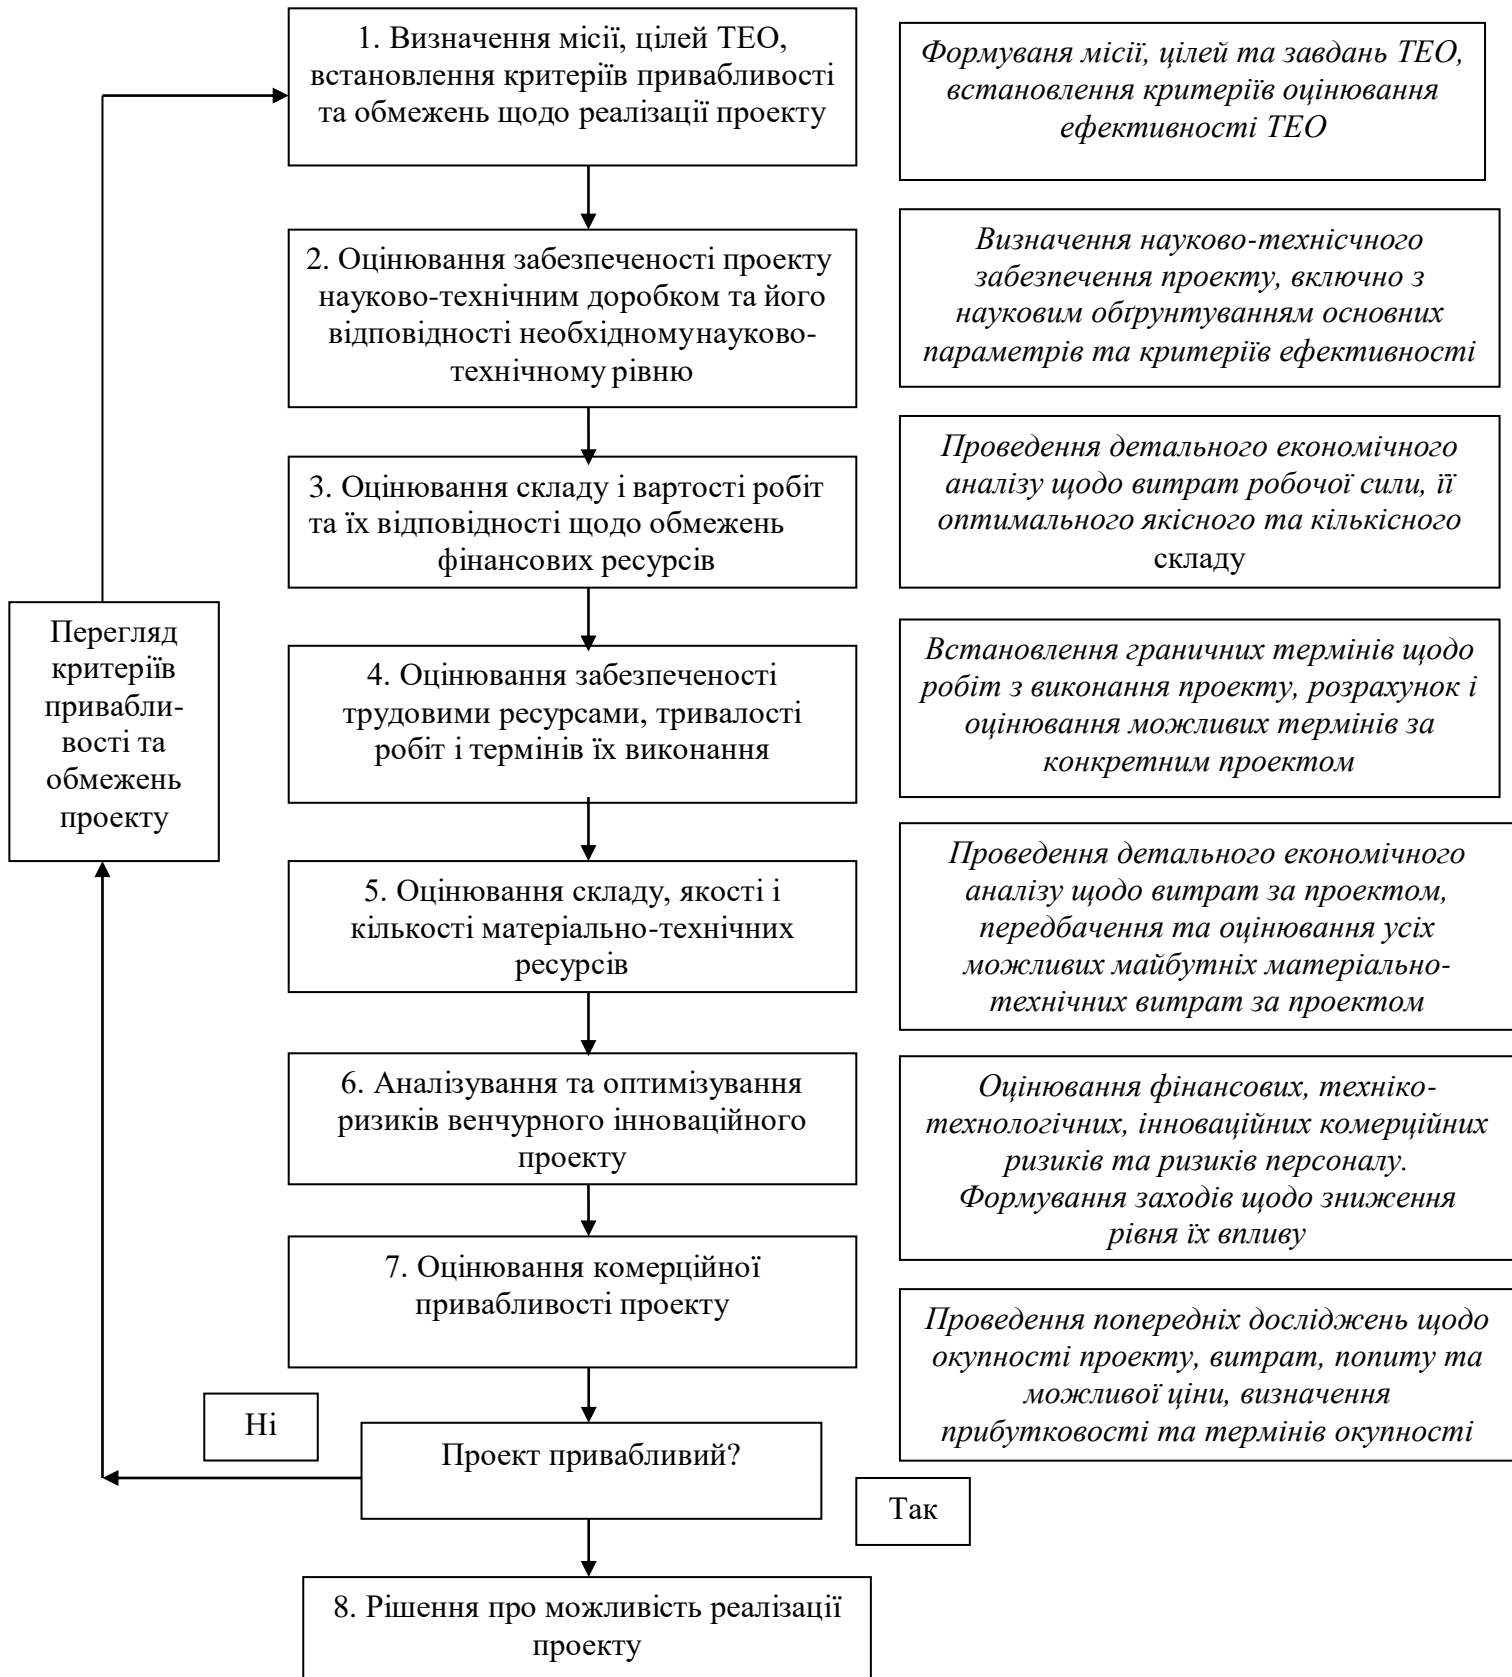 1. Визначення місії, цілей ТЕО,
встановлення критеріїв привабливості
та обмежень щодо реалізації проекту
Формуваня місії, цілей та завдань ТЕО,
встановлення критеріїв оцінювання
ефективності ТЕО
2. Оцінювання забезпеченості проекту
науково-технічним доробком та його
відповідності необхідномунауково-
технічному рівню
Визначення науково-технісчного
забезпечення проекту, включно з
науковим обґрунтуванням основних
параметрів та критеріїв ефективності
3. Оцінювання складу і вартості робіт
та їх відповідності щодо обмежень
фінансових ресурсів
Проведення детального економічного
аналізу щодо витрат робочої сили, її
оптимального якісного та кількісного
складу
Перегляд
критеріїв
привабли-
вості та
обмежень
проекту
4. Оцінювання забезпеченості
трудовими ресурсами, тривалості
робіт і термінів їх виконання
Встановлення граничних термінів щодо
робіт з виконання проекту, розрахунок і
оцінювання можливих термінів за
конкретним проектом
5. Оцінювання складу, якості і
кількості матеріально-технічних
ресурсів
Проведення детального економічного
аналізу щодо витрат за проектом,
передбачення та оцінювання усіх
можливих майбутніх матеріально-
технічних витрат за проектом
6. Аналізування та оптимізування
ризиків венчурного інноваційного
проекту
Оцінювання фінансових, техніко-
технологічних, інноваційних комерційних
ризиків та ризиків персоналу.
Формування заходів щодо зниження
рівня їх впливу
7. Оцінювання комерційної
привабливості проекту
Проведення попередніх досліджень щодо
окупності проекту, витрат, попиту та
можливої ціни, визначення
прибутковості та термінів окупності
Ні
Проект привабливий?
Так
8. Рішення про можливість реалізації
проекту